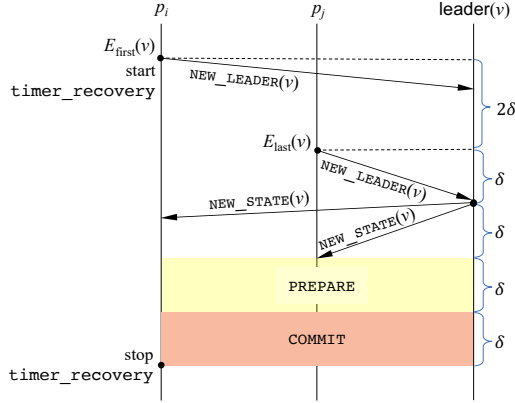 p_i
p_j
leader(v)
E_first(v)
start
timer_recovery
NEW_LEADER(v)
2δ
E_last(v)
NEW_LEADER(v)
δ
NEW_STATE(v)
NEW_STATE(v)
δ
PREPARE
δ
COMMIT
δ
stop
timer_recovery